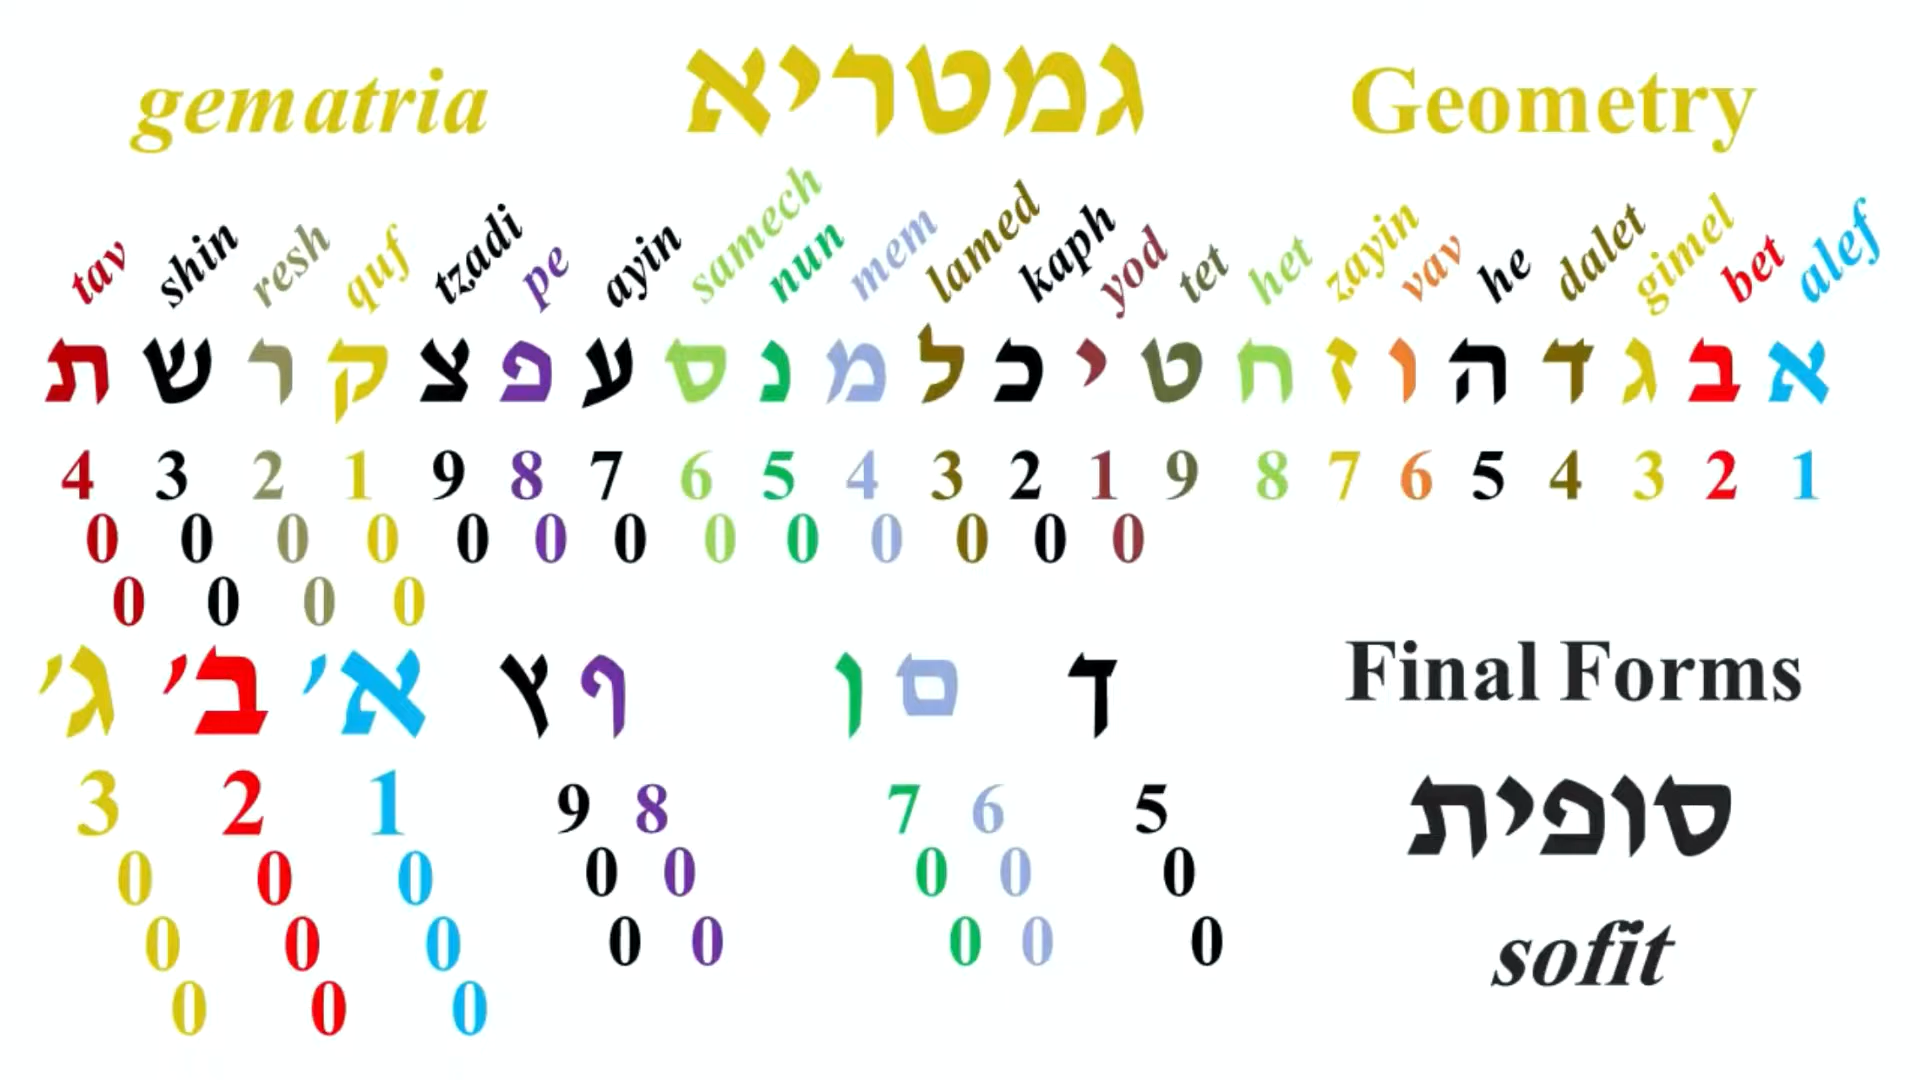 gematria גמטריא Geometry
tav shin resh quf tzadi pe ayin samech nun mem lamed kaph yod tet het zayin vav he dalet gimel bet alef
א ב ג ד ה ו ז ח ט י כ ל מ נ ס ע פ צ ק ר ש ת
4 3 2 1 9 8 7 6 5 4 3 2 1 9 8 7 6 5 4 3 2 1
0 0 0 0 0 0 0 0 0 0 0 0 0
0 0 0 0
ך ם ן ף ץ א׳ ב׳ ג׳
Final Forms
3 2 1 9 8 7 6 5
סופית
0 0 0 0 0 0 0 0
0 0 0 0 0 0 0 0
sofit
0 0 0